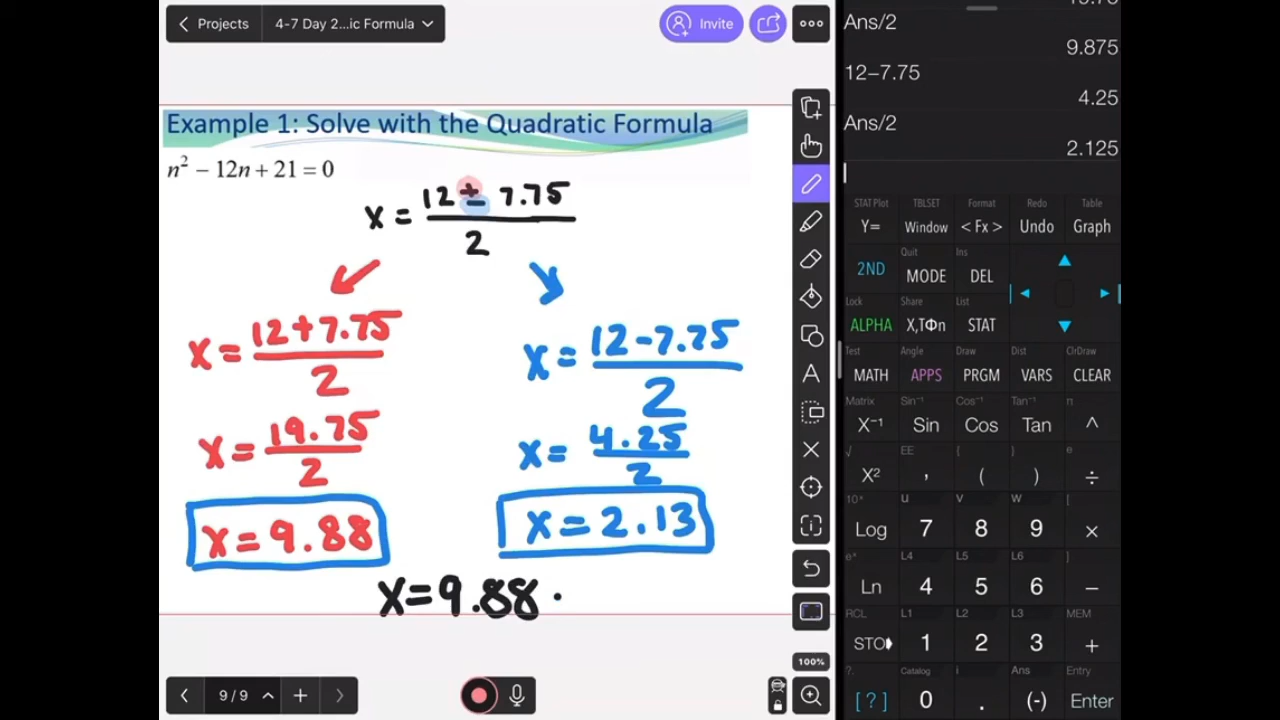 Projects
4-7 Day 2...ic Formula
Invite
Example 1: Solve with the Quadratic Formula
n² − 12n + 21 = 0
x = 12 ± 7.75
2
x = 12 + 7.75
2
x = 19.75
2
x = 9.88
x = 12 - 7.75
2
x = 4.25
2
x = 2.13
x = 9.88
A
100%
9 / 9
Ans/2
9.875
12−7.75
4.25
Ans/2
2.125
STAT Plot TBLSET Format Redo Table
Y= Window < Fx > Undo Graph
Quit Ins
2ND MODE DEL
Lock Share List
ALPHA X,TΦn STAT
Test Angle Draw Dist ClrDraw
MATH APPS PRGM VARS CLEAR
Matrix Sin⁻¹ Cos⁻¹ Tan⁻¹ π
X⁻¹ Sin Cos Tan ^
√ EE { } e
X² , ( ) ÷
10ˣ u v w [
Log 7 8 9 ×
eˣ L4 L5 L6 ]
Ln 4 5 6 −
RCL L1 L2 L3 MEM
STO 1 2 3 +
?. Catalog i Ans Entry
[ ? ] 0 . (-) Enter